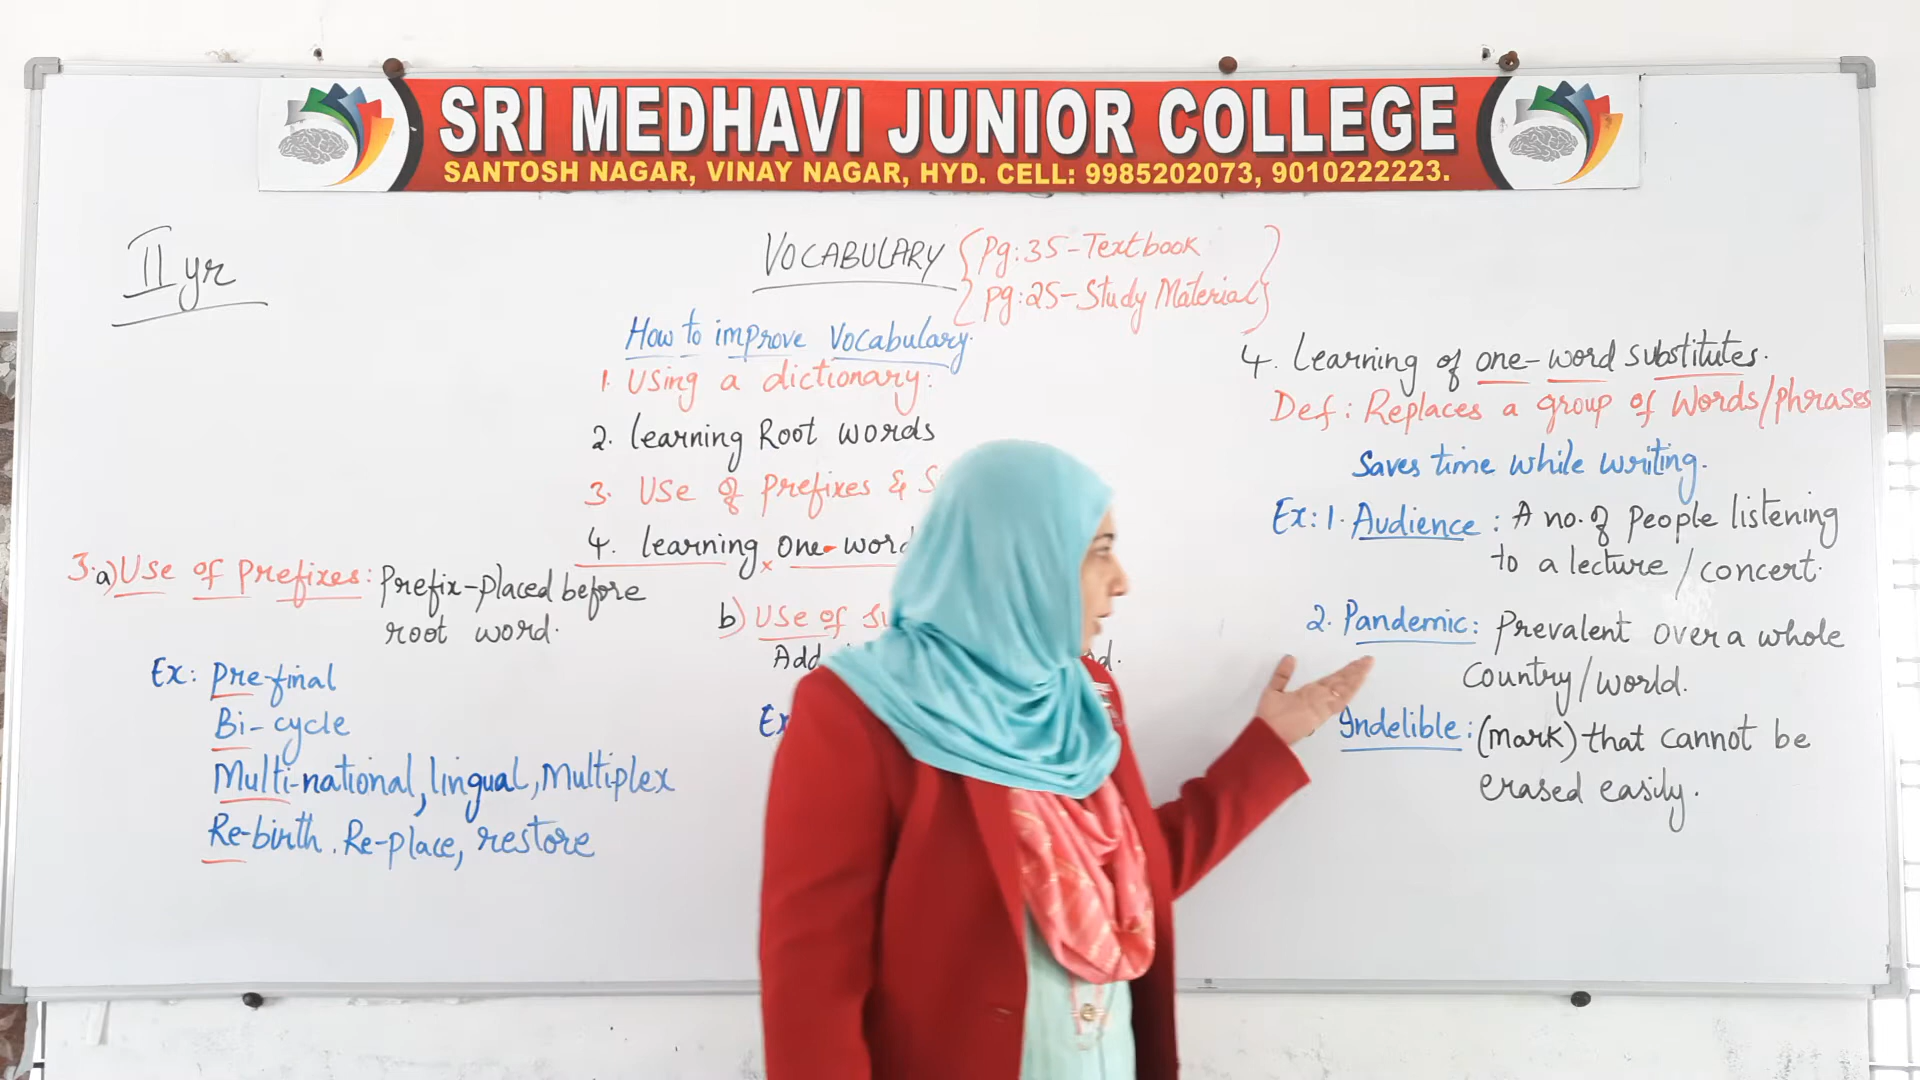 SRI MEDHAVI JUNIOR COLLEGE
SANTOSH NAGAR, VINAY NAGAR, HYD. CELL: 9985202073, 9010222223.
II yr
VOCABULARY
Pg:35-Textbook
Pg:25-Study Material
How to improve Vocabulary.
1. Using a dictionary:
2. learning Root words
3. Use of prefixes &
4. learning one-word
3.a) Use of prefixes: Prefix-placed before
root word.
Ex: Pre-final
Bi-cycle
Multi-national, lingual, Multiplex
Re-birth. Re-place, restore
b) Use of
Add
Ex
4. Learning of one-word substitutes.
Def: Replaces a group of words/phrases
Saves time while writing.
Ex: 1. Audience: A no. of people listening
to a lecture/concert.
2. Pandemic: Prevalent over a whole
Country/world.
Indelible: (mark) that cannot be
erased easily.